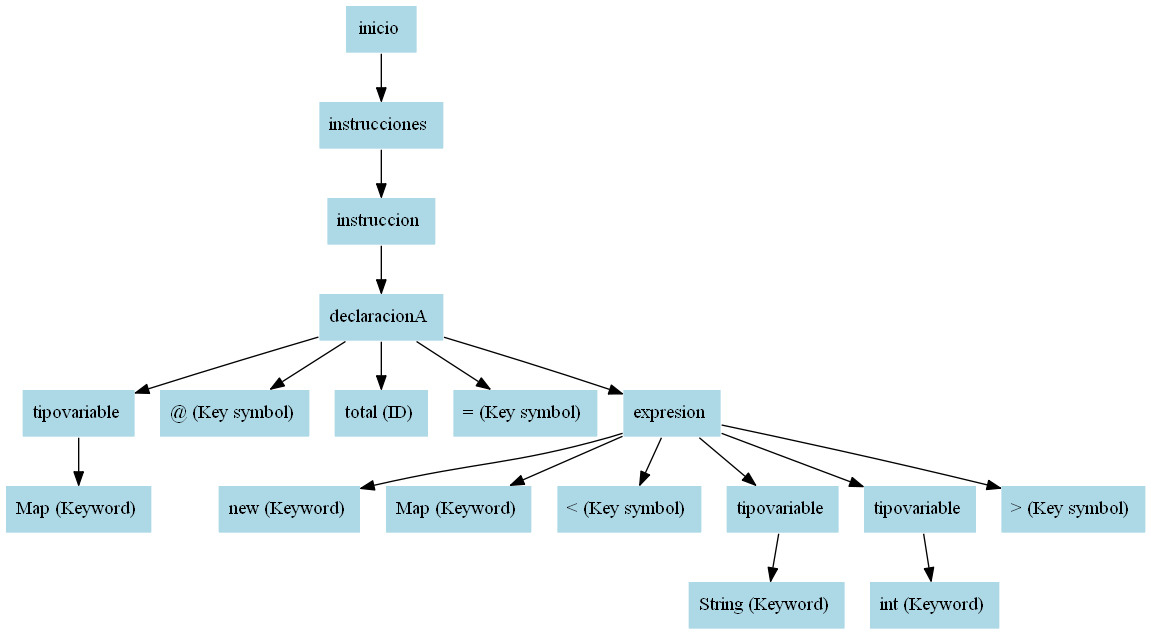 inicio
instrucciones
instruccion
declaracionA
tipovariable
@ (Key symbol)
total (ID)
= (Key symbol)
expresion
Map (Keyword)
new (Keyword)
Map (Keyword)
< (Key symbol)
tipovariable
tipovariable
> (Key symbol)
String (Keyword)
int (Keyword)